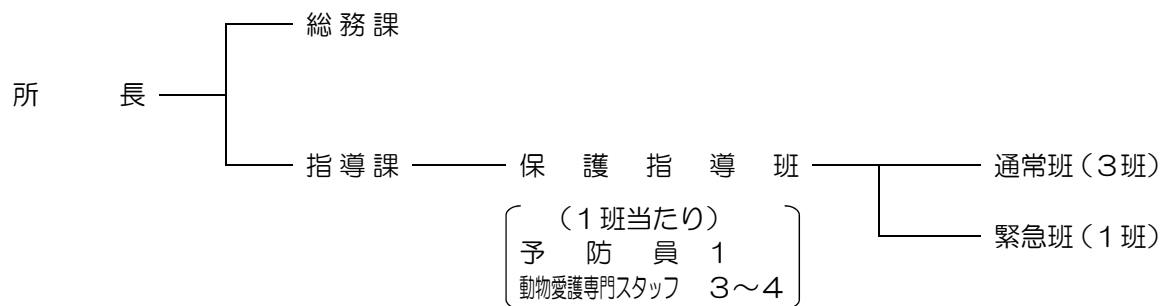 総務課
所長
指導課 保護指導班 通常班(3班)
(1班当たり)
予防員 1
動物愛護専門スタッフ 3~4
緊急班(1班)